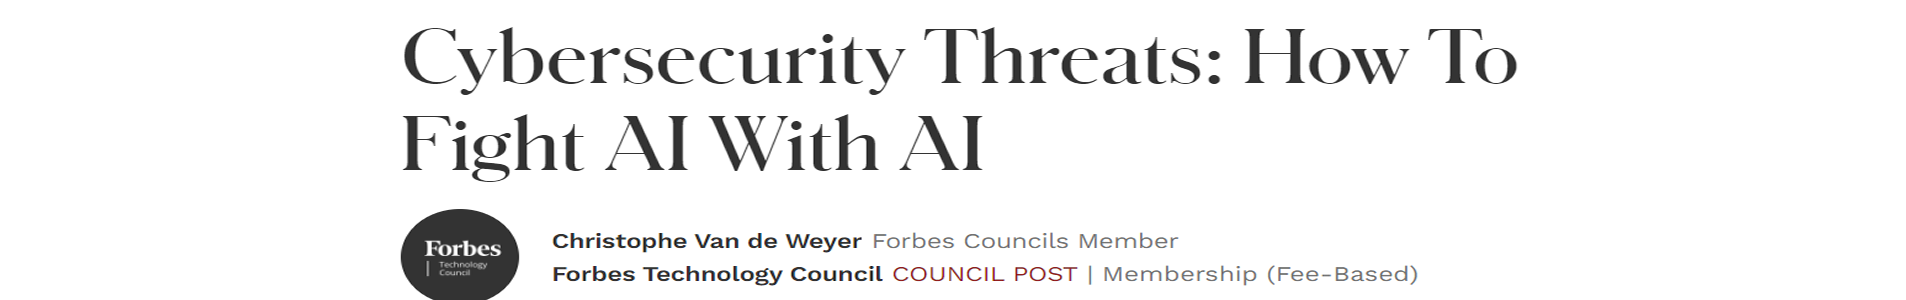 Cybersecurity Threats: How To
Fight AI With AI
Forbes
Technology
Council
Christophe Van de Weyer Forbes Councils Member
Forbes Technology Council COUNCIL POST | Membership (Fee-Based)